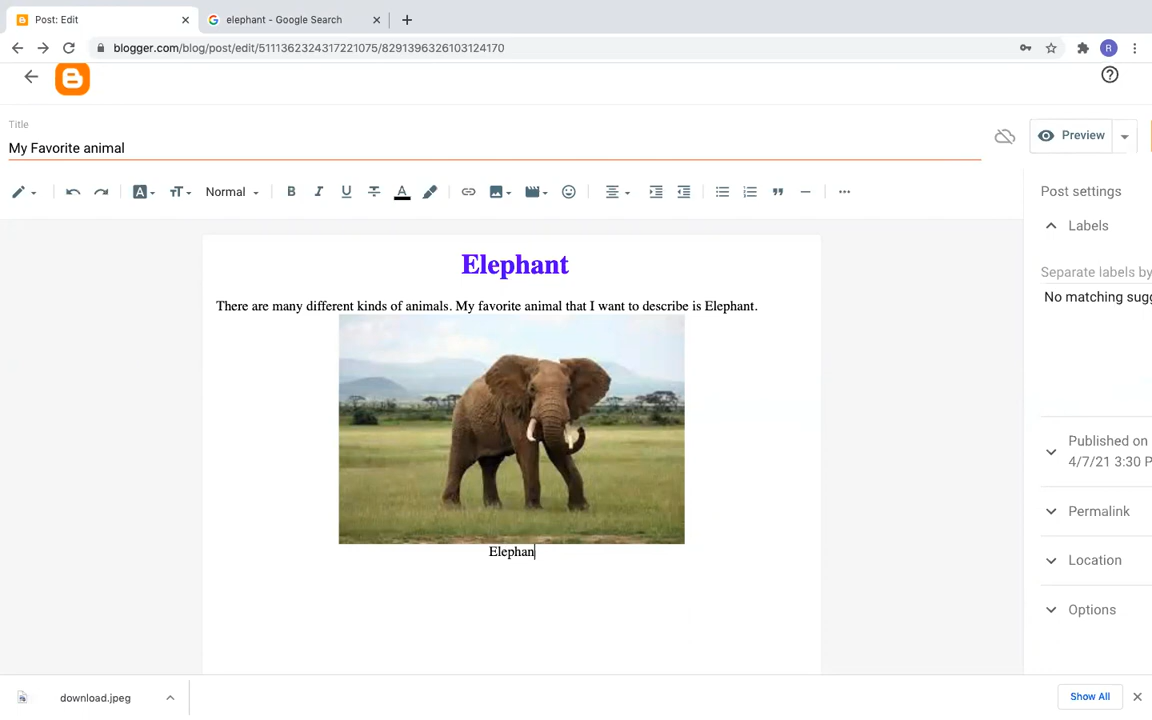 Post: Edit
elephant - Google Search
blogger.com/blog/post/edit/5111362324317221075/8291396326103124170
R
Title
My Favorite animal
Preview
Normal
B I U A
Post settings
Labels
Elephant
Separate labels by
No matching sugg
There are many different kinds of animals. My favorite animal that I want to describe is Elephant.
Published on
4/7/21 3:30 P
Permalink
Elephan
Location
Options
download.jpeg
Show All